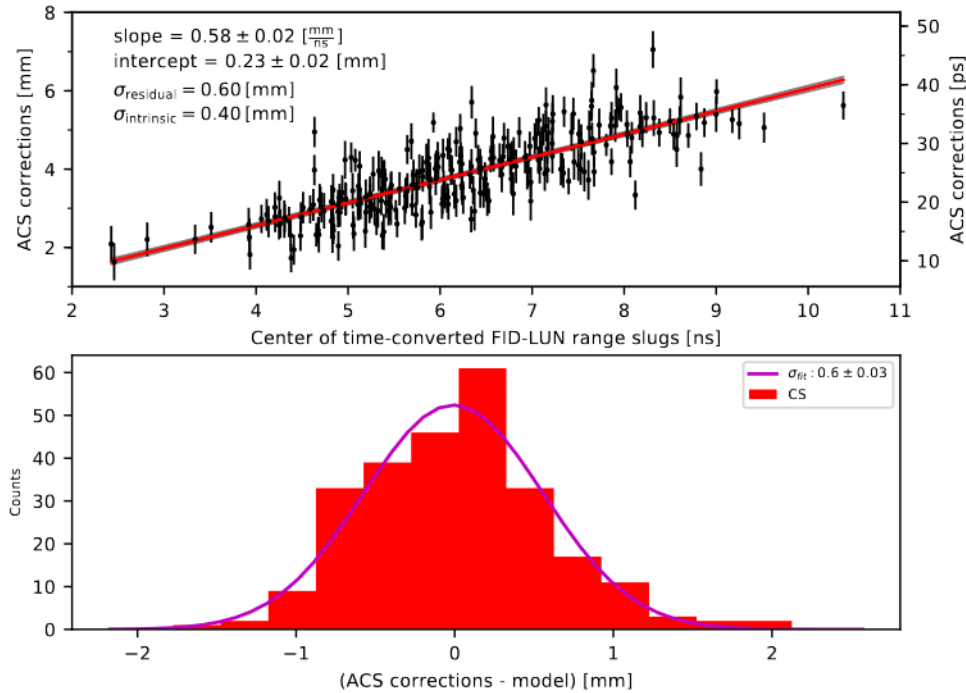 slope = 0.58 ± 0.02 [mm/ns]
intercept = 0.23 ± 0.02 [mm]
σresidual = 0.60 [mm]
σintrinsic = 0.40 [mm]
ACS corrections [mm]
8
6
4
2
ACS corrections [ps]
50
40
30
20
10
2 3 4 5 6 7 8 9 10 11
Center of time-converted FID-LUN range slugs [ns]
Counts
60
50
40
30
20
10
0
σfit : 0.6 ± 0.03
CS
−2 −1 0 1 2
(ACS corrections - model) [mm]